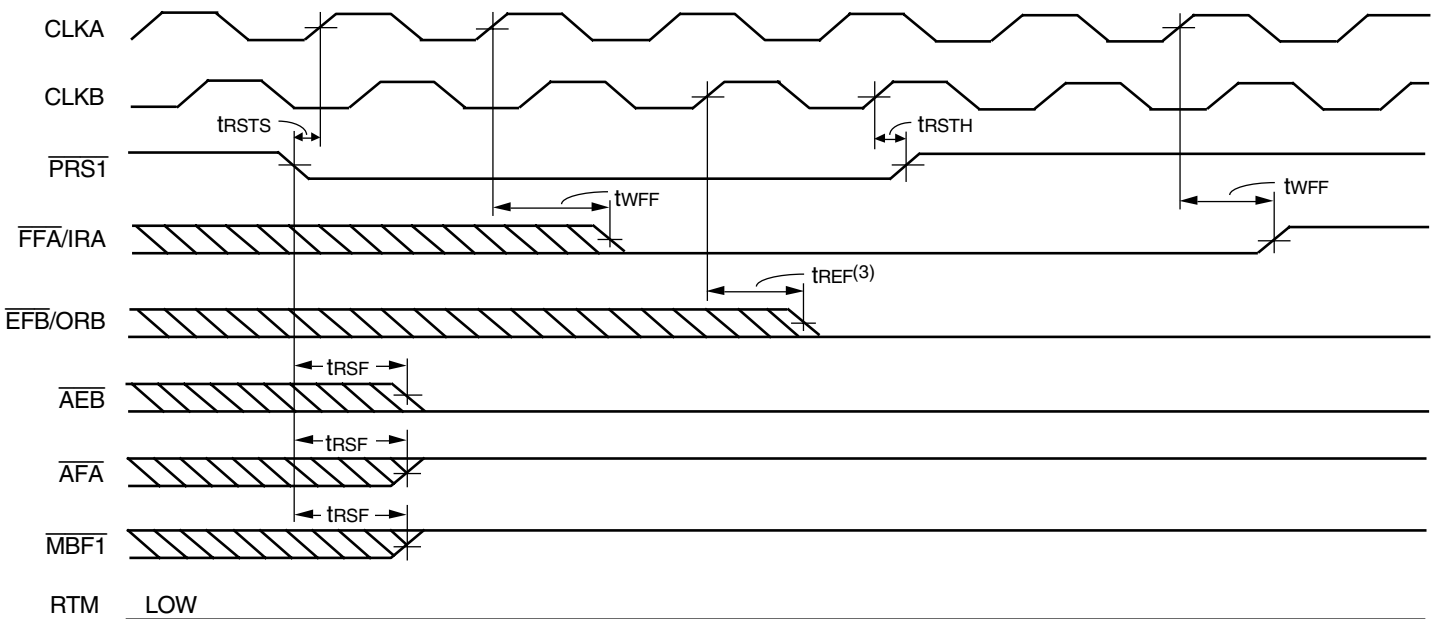 CLKA
CLKB
tRSTS
tRSTH
PRS1
tWFF
tWFF
FFA/IRA
tREF(3)
EFB/ORB
tRSF
AEB
tRSF
AFA
tRSF
MBF1
RTM LOW